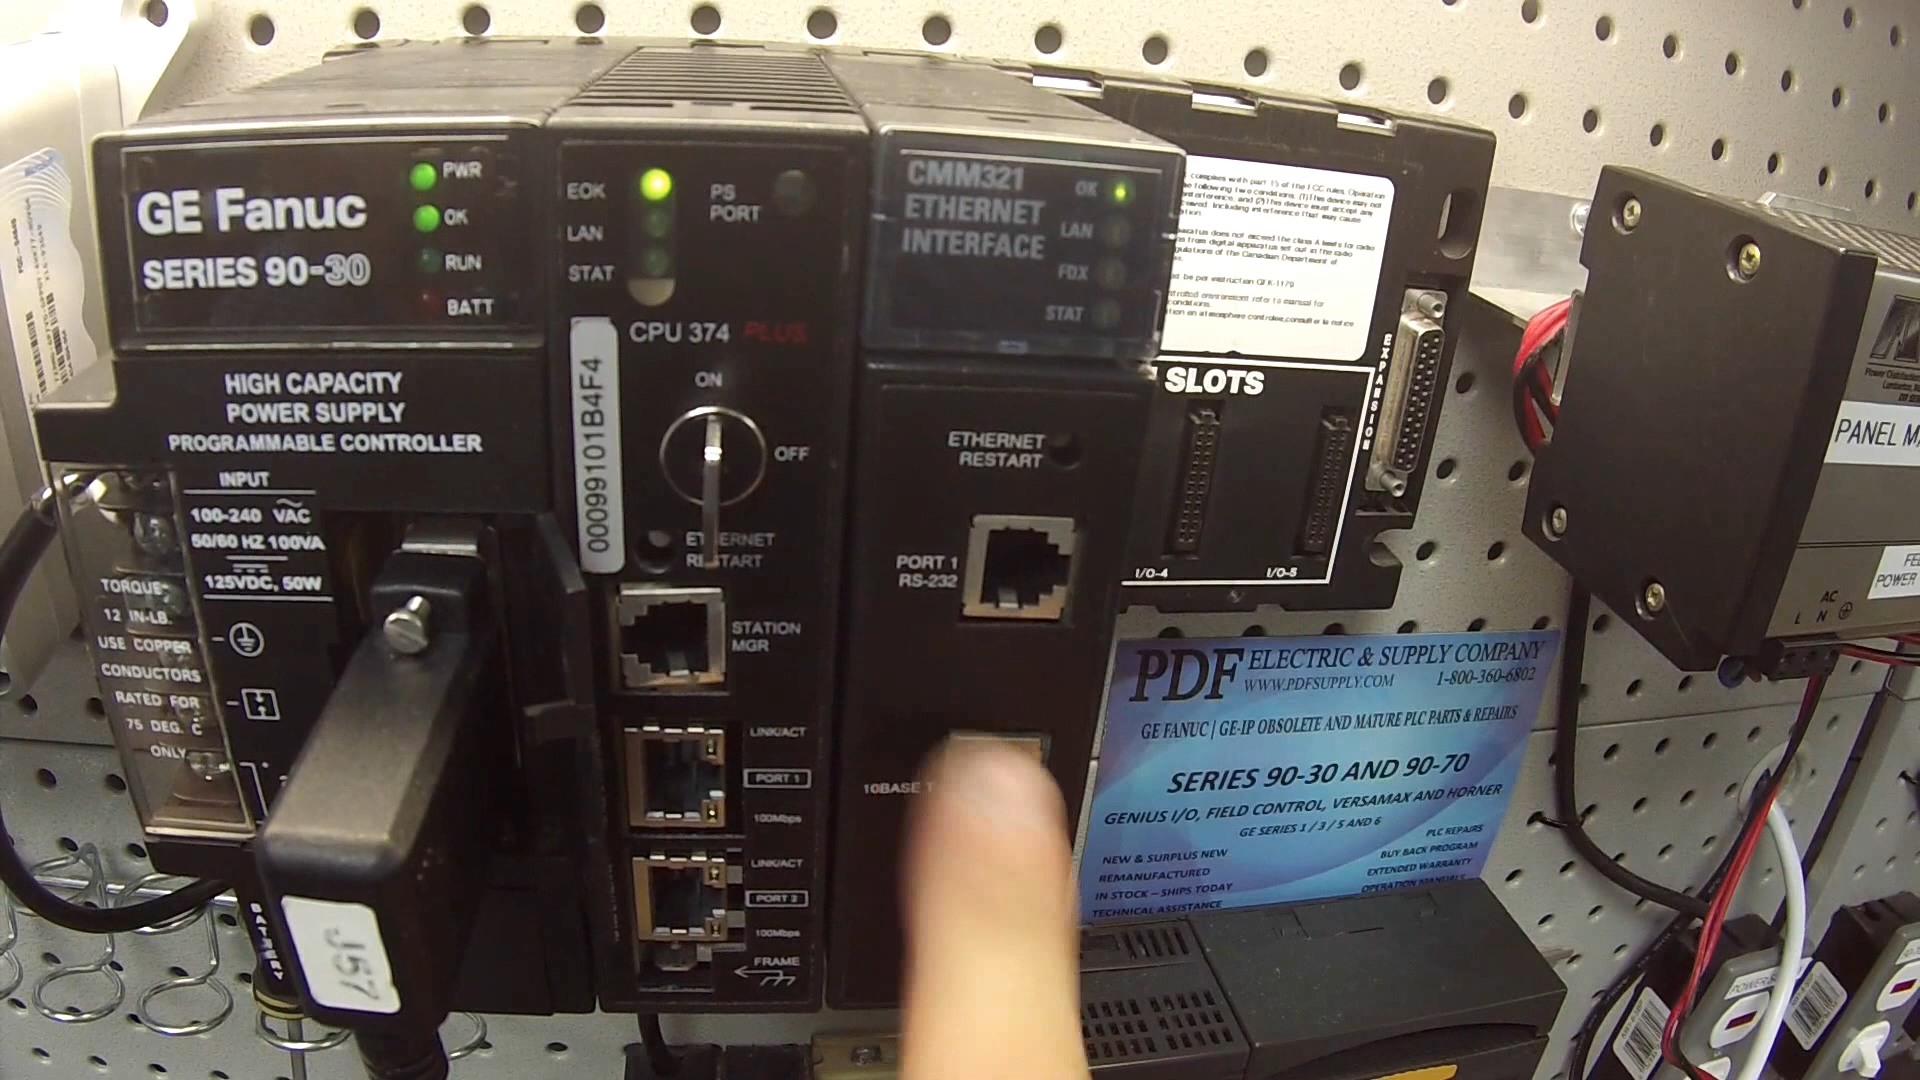 GE Fanuc
SERIES 90-30
PWR
OK
RUN
BATT
HIGH CAPACITY
POWER SUPPLY
PROGRAMMABLE CONTROLLER
INPUT
100-240 VAC
50/60 HZ 100VA
125VDC, 50W
TORQUE
12 IN-LB.
USE COPPER
CONDUCTORS
RATED FOR
75 DEG. C
ONLY
BATTERY
J57
EOK
LAN
STAT
PS
PORT
CPU 374 PLUS
00099101B4F4
ON
OFF
ETHERNET
RESTART
STATION
MGR
LINK/ACT
PORT 1
100Mbps
LINK/ACT
PORT 2
100Mbps
FRAME
CMM321
ETHERNET
INTERFACE
OK
LAN
FDX
STAT
ETHERNET
RESTART
PORT 1
RS-232
10BASE T
SLOTS
EXPANSION
I/O-4
I/O-5
PDF ELECTRIC & SUPPLY COMPANY
WWW.PDFSUPPLY.COM 1-800-360-6802
GE FANUC | GE-IP OBSOLETE AND MATURE PLC PARTS & REPAIRS
SERIES 90-30 AND 90-70
GENIUS I/O, FIELD CONTROL, VERSAMAX AND HORNER
GE SERIES 1 / 3 / 5 AND 6
NEW & SURPLUS NEW
REMANUFACTURED
IN STOCK – SHIPS TODAY
TECHNICAL ASSISTANCE
PLC REPAIRS
BUY BACK PROGRAM
EXTENDED WARRANTY
OPERATION MANUALS
PANEL
POWER
AC
L N